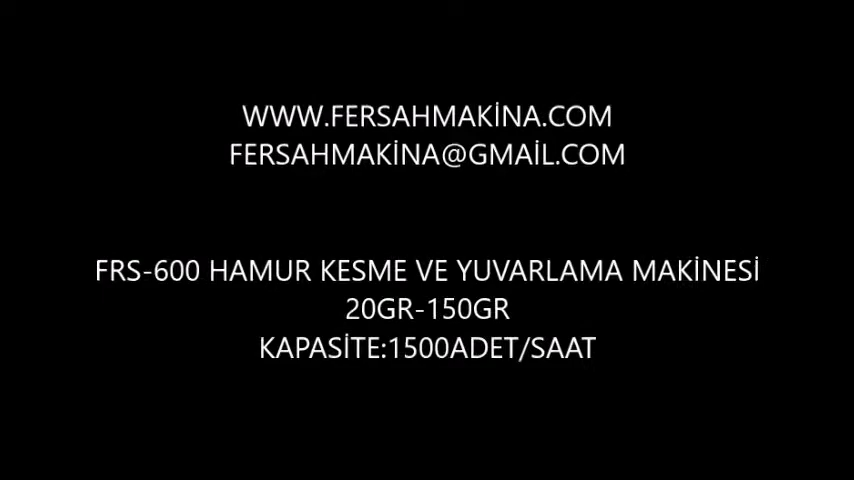 WWW.FERSAHMAKİNA.COM
FERSAHMAKİNA@GMAİL.COM
FRS-600 HAMUR KESME VE YUVARLAMA MAKİNESİ
20GR-150GR
KAPASİTE:1500ADET/SAAT